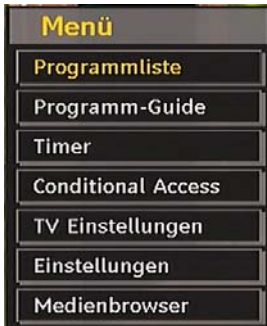 Menü
Programmliste
Programm-Guide
Timer
Conditional Access
TV Einstellungen
Einstellungen
Medienbrowser